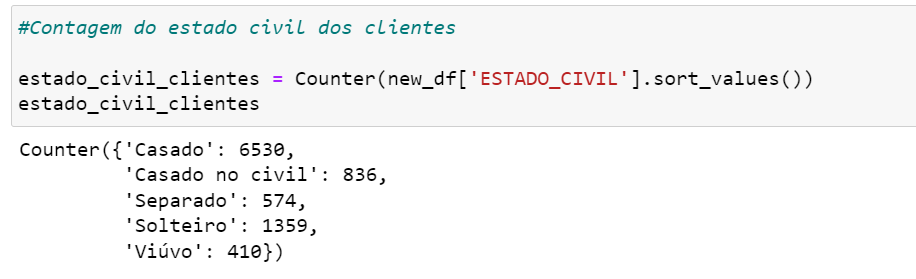 #Contagem do estado civil dos clientes
estado_civil_clientes = Counter(new_df['ESTADO_CIVIL'].sort_values())
estado_civil_clientes
Counter({'Casado': 6530,
'Casado no civil': 836,
'Separado': 574,
'Solteiro': 1359,
'Viúvo': 410})